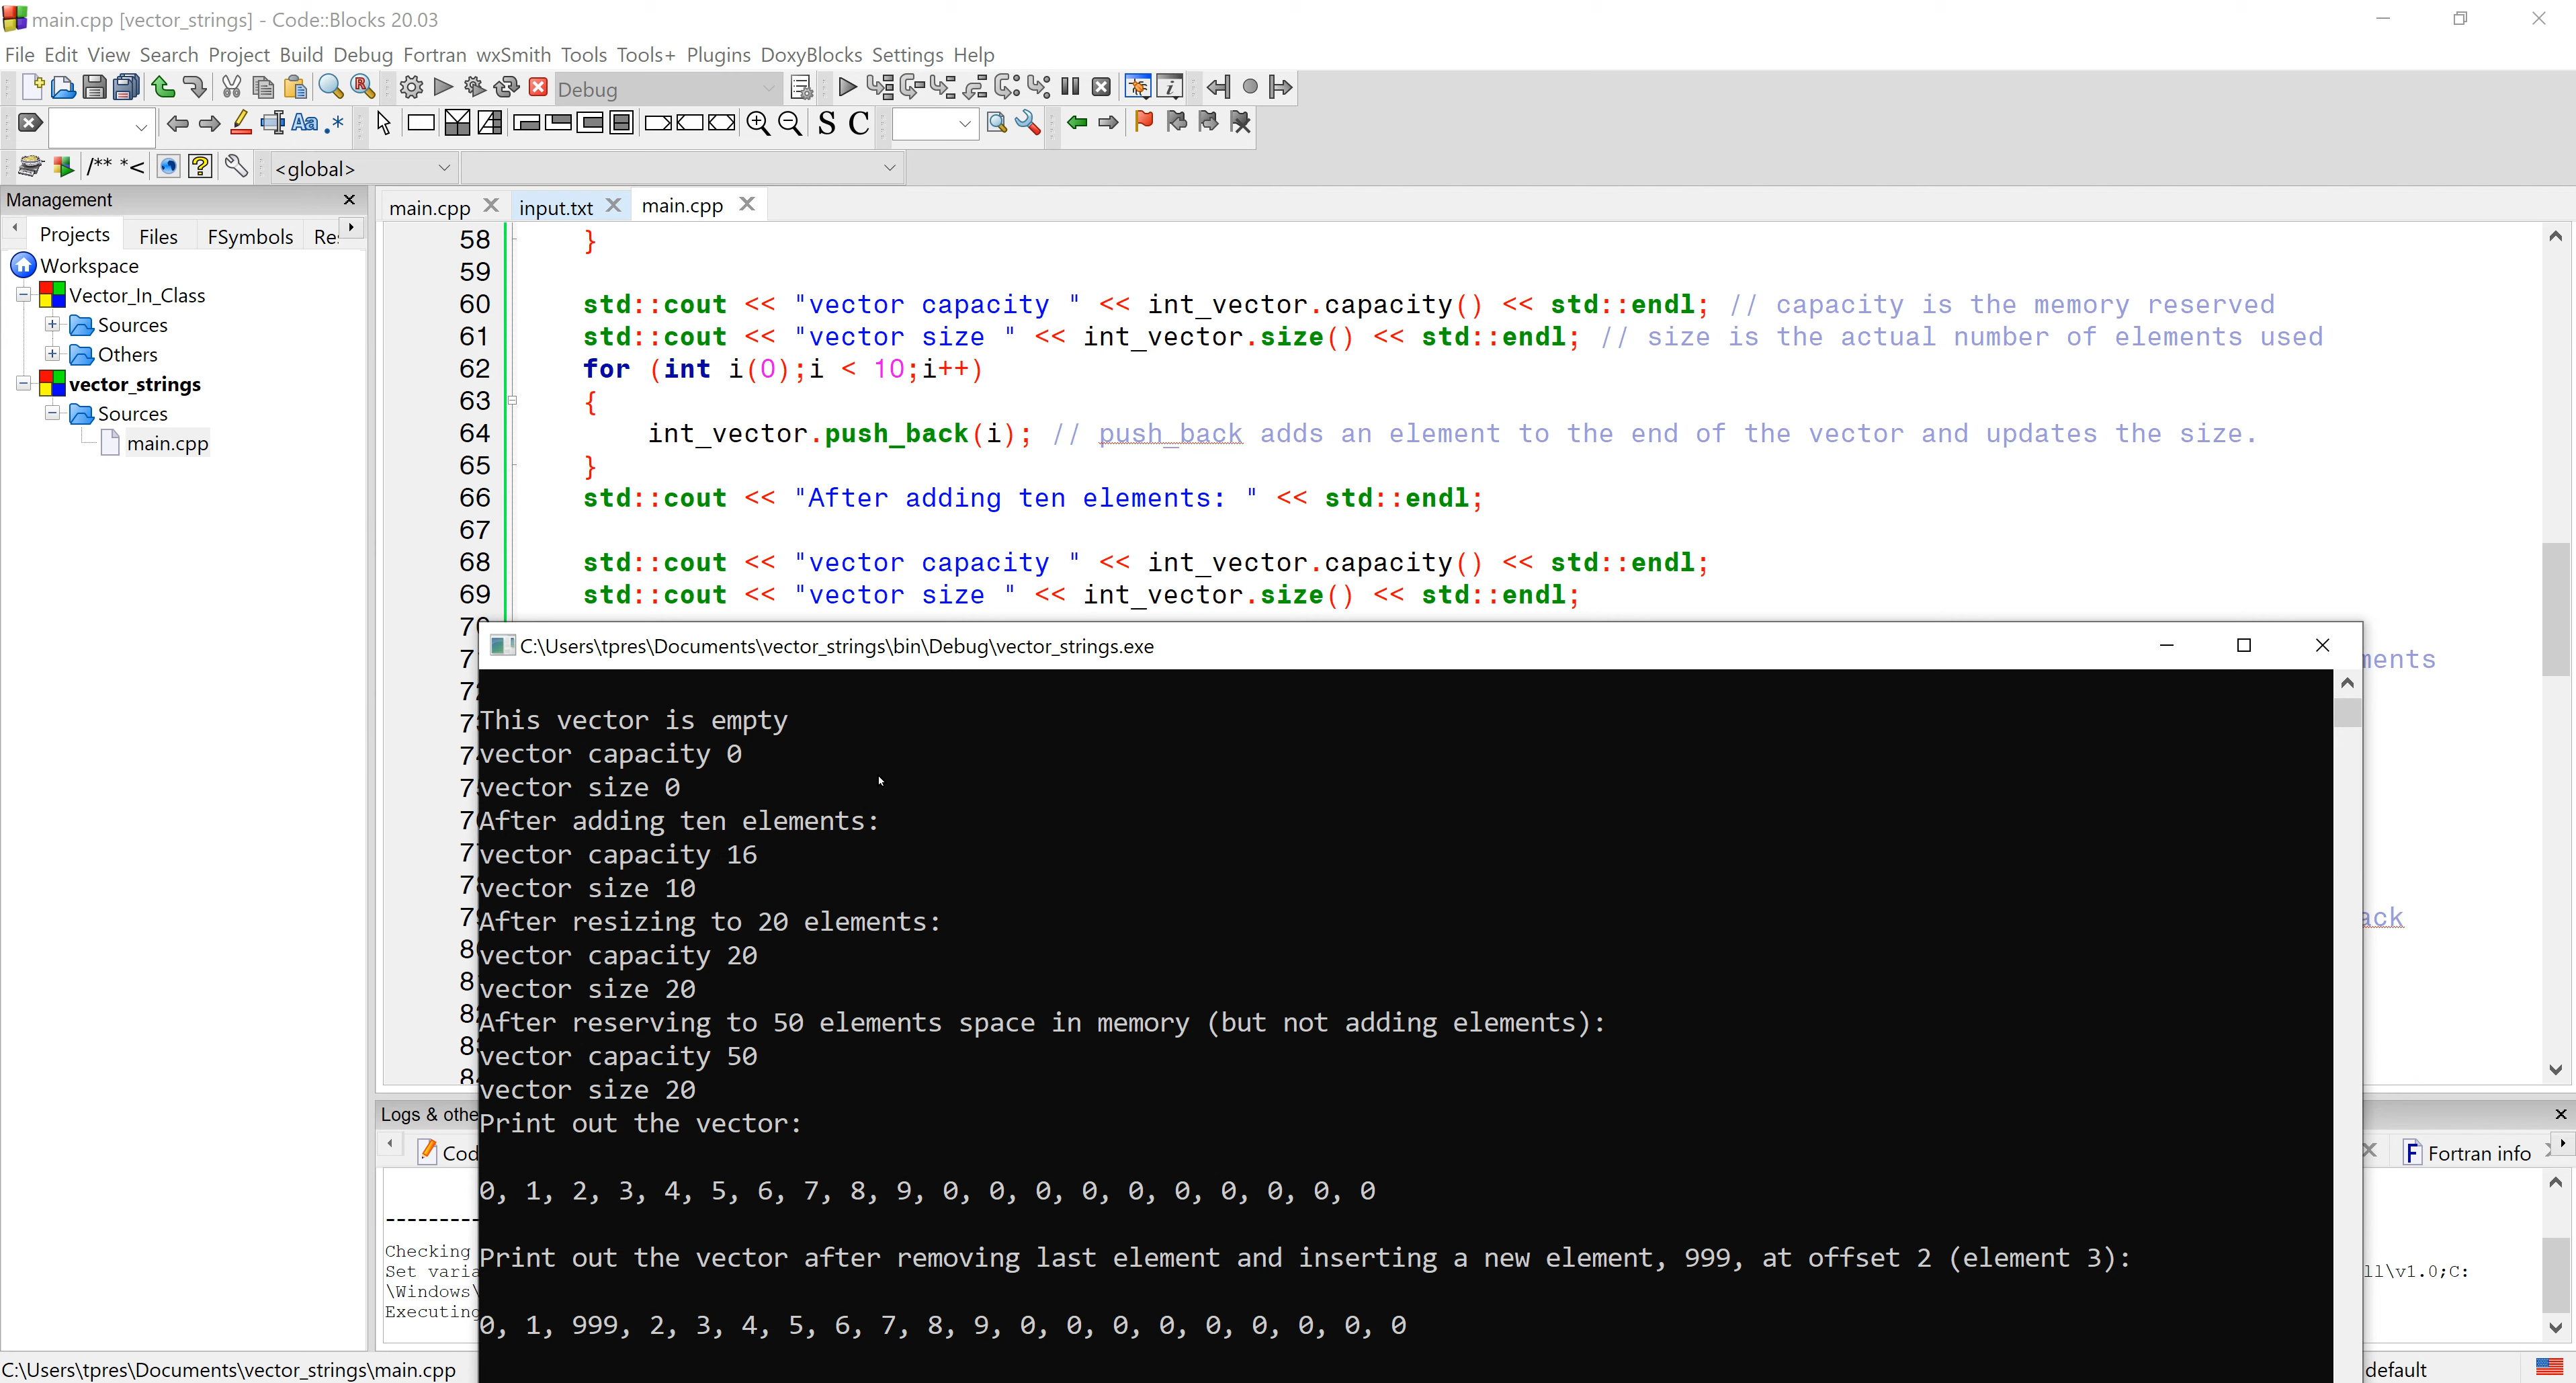 main.cpp [vector_strings] - Code::Blocks 20.03
File Edit View Search Project Build Debug Fortran wxSmith Tools Tools+ Plugins DoxyBlocks Settings Help
Debug
Aa .* S C
/** *< <global>
Management
main.cpp input.txt main.cpp
Projects Files FSymbols
Workspace
Vector_In_Class
Sources
Others
vector_strings
Sources
main.cpp
58 }
59
60 std::cout << "vector capacity " << int_vector.capacity() << std::endl; // capacity is the memory reserved
61 std::cout << "vector size " << int_vector.size() << std::endl; // size is the actual number of elements used
62 for (int i(0);i < 10;i++)
63 {
64 int_vector.push_back(i); // push_back adds an element to the end of the vector and updates the size.
65 }
66 std::cout << "After adding ten elements: " << std::endl;
67
68 std::cout << "vector capacity " << int_vector.capacity() << std::endl;
69 std::cout << "vector size " << int_vector.size() << std::endl;
C:\Users\tpres\Documents\vector_strings\bin\Debug\vector_strings.exe
This vector is empty
vector capacity 0
vector size 0
After adding ten elements:
vector capacity 16
vector size 10
After resizing to 20 elements:
vector capacity 20
vector size 20
After reserving to 50 elements space in memory (but not adding elements):
vector capacity 50
vector size 20
Print out the vector:
0, 1, 2, 3, 4, 5, 6, 7, 8, 9, 0, 0, 0, 0, 0, 0, 0, 0, 0, 0
Print out the vector after removing last element and inserting a new element, 999, at offset 2 (element 3):
0, 1, 999, 2, 3, 4, 5, 6, 7, 8, 9, 0, 0, 0, 0, 0, 0, 0, 0, 0
Logs & othe
Cod
Fortran info
Checking
Set varia
ll\v1.0;C:
\Windows\
Executing
C:\Users\tpres\Documents\vector_strings\main.cpp
default